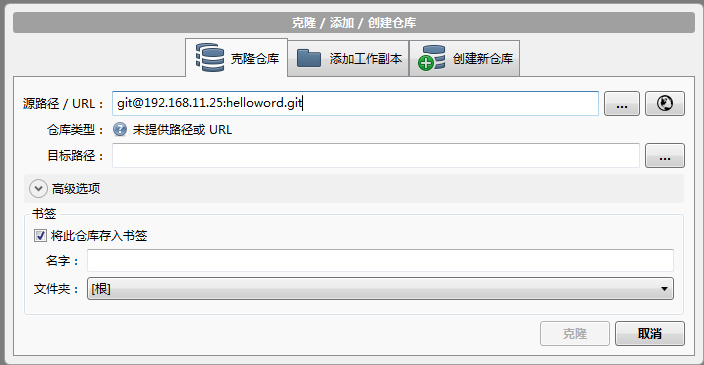 克隆 / 添加 / 创建仓库
克隆仓库 添加工作副本 创建新仓库
源路径 / URL： git@192.168.11.25:helloword.git ...
仓库类型： 未提供路径或 URL
目标路径： ...
高级选项
书签
将此仓库存入书签
名字：
文件夹： [根]
克隆 取消